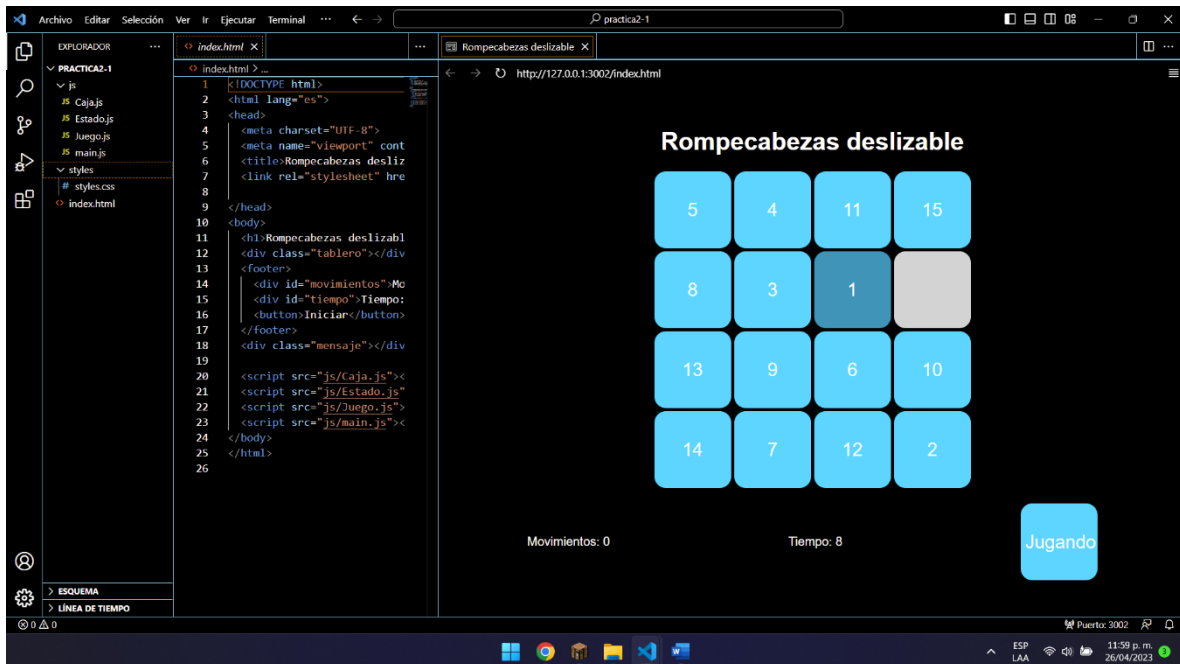 Archivo Editar Selección Ver Ir Ejecutar Terminal ··· practica2-1
EXPLORADOR ···
PRACTICA2-1
js
JS Caja.js
JS Estado.js
JS Juego.js
JS main.js
styles
# styles.css
index.html
ESQUEMA
LÍNEA DE TIEMPO
index.html
index.html > ...
1 <!DOCTYPE html>
2 <html lang="es">
3 <head>
4 <meta charset="UTF-8">
5 <meta name="viewport" cont
6 <title>Rompecabezas desliz
7 <link rel="stylesheet" hre
8
9 </head>
10 <body>
11 <h1>Rompecabezas deslizabl
12 <div class="tablero"></div
13 <footer>
14 <div id="movimientos">Mo
15 <div id="tiempo">Tiempo:
16 <button>Iniciar</button>
17 </footer>
18 <div class="mensaje"></div
19
20 <script src="js/Caja.js"><
21 <script src="js/Estado.js"
22 <script src="js/Juego.js">
23 <script src="js/main.js"><
24 </body>
25 </html>
26
Rompecabezas deslizable
http://127.0.0.1:3002/index.html
Rompecabezas deslizable
5 4 11 15
8 3 1
13 9 6 10
14 7 12 2
Movimientos: 0 Tiempo: 8 Jugando
0 0 Puerto: 3002
ESP
LAA
11:59 p. m.
26/04/2023
3